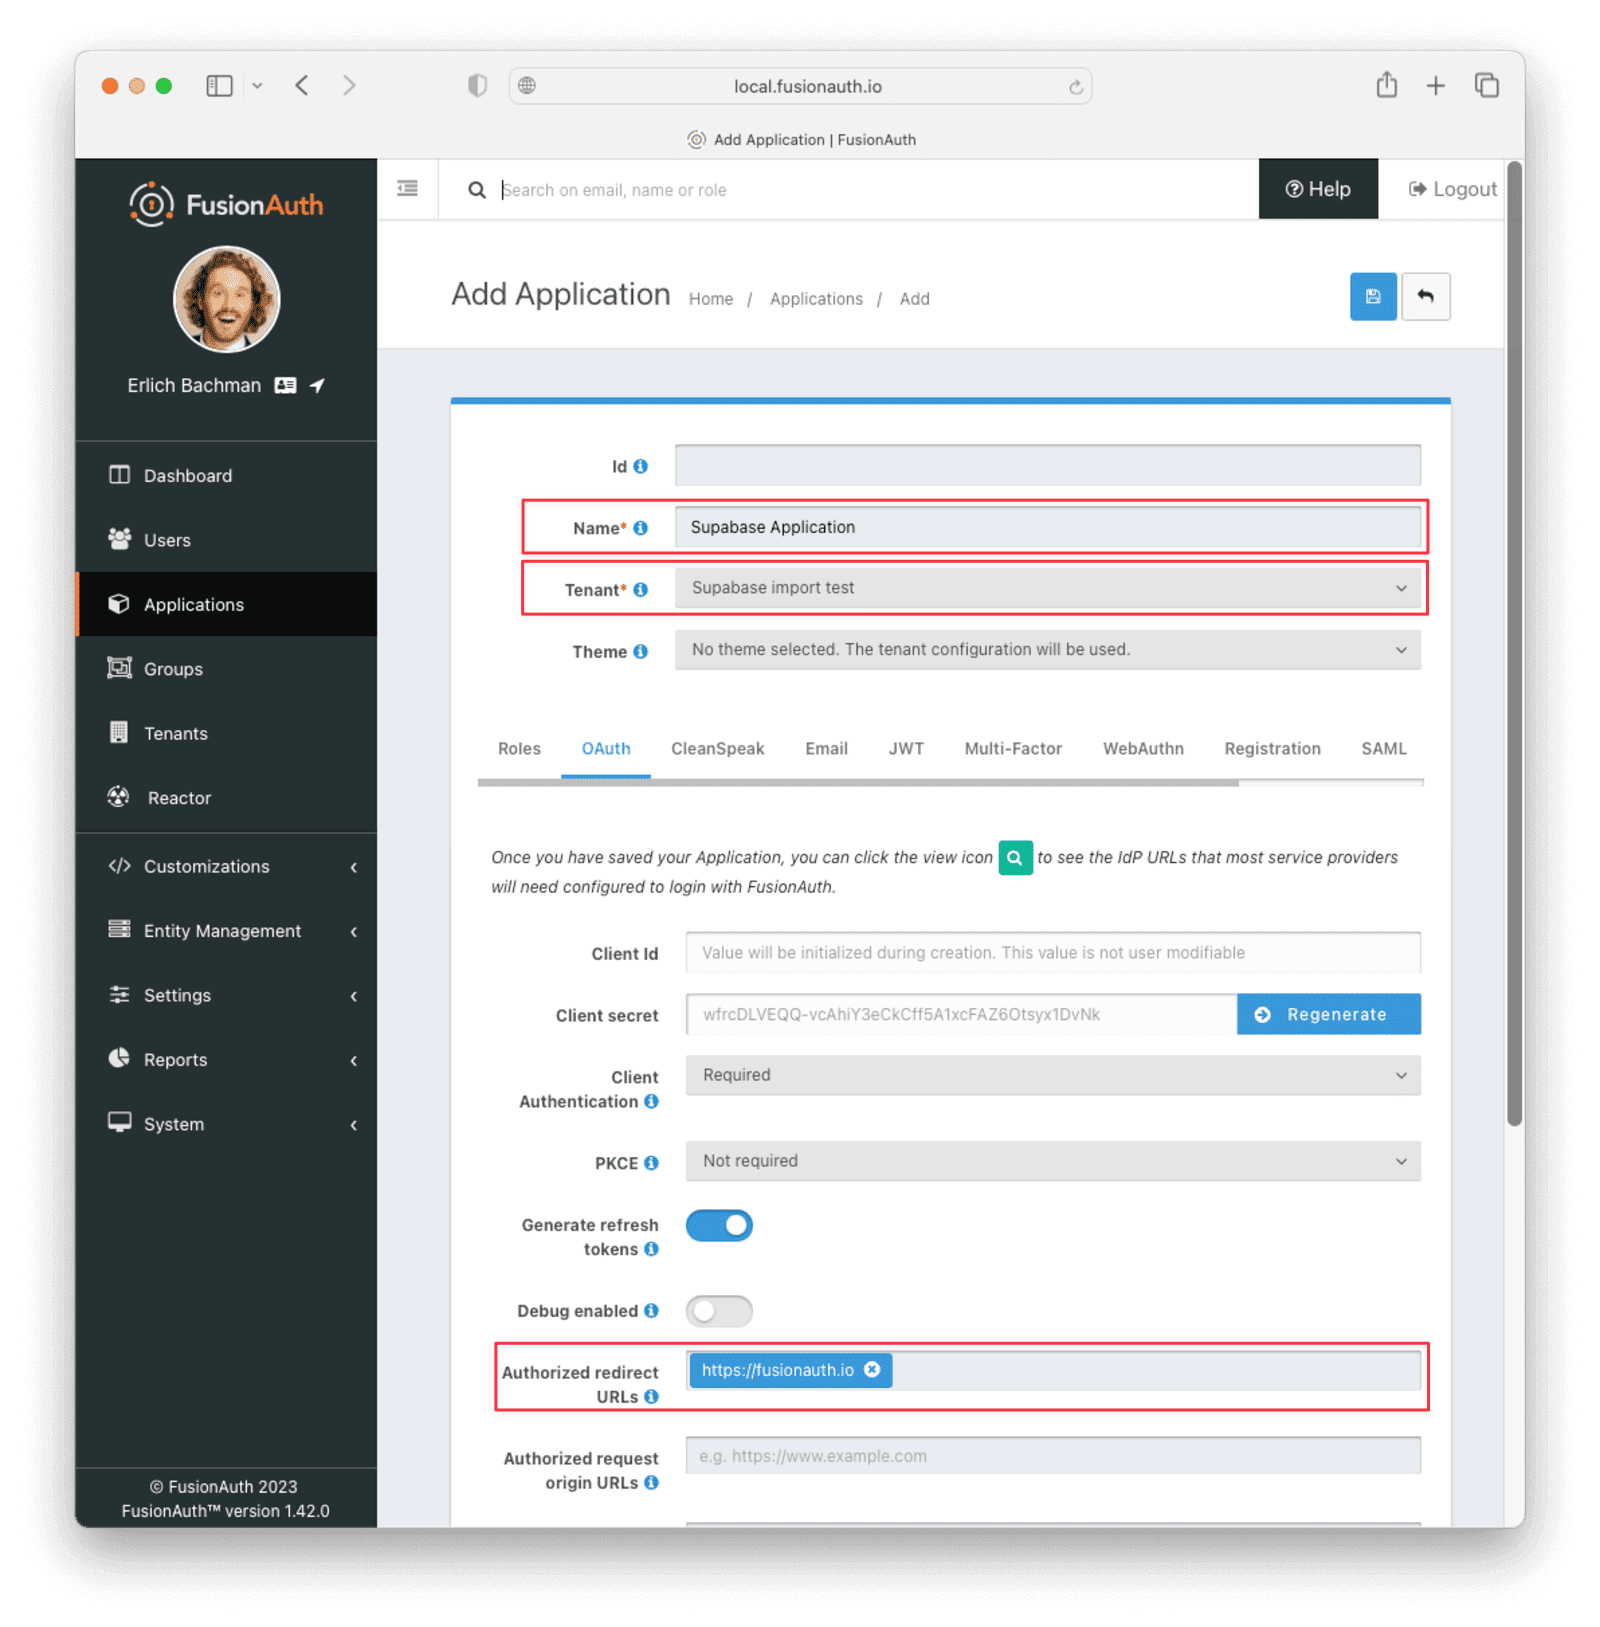 local.fusionauth.io
Add Application | FusionAuth
FusionAuth
Search on email, name or role
Help
Logout
Erlich Bachman
Dashboard
Users
Applications
Groups
Tenants
Reactor
Customizations
Entity Management
Settings
Reports
System
© FusionAuth 2023
FusionAuth™ version 1.42.0
Add Application
Home / Applications / Add
Id
Name* Supabase Application
Tenant* Supabase import test
Theme No theme selected. The tenant configuration will be used.
Roles OAuth CleanSpeak Email JWT Multi-Factor WebAuthn Registration SAML
Once you have saved your Application, you can click the view icon to see the IdP URLs that most service providers
will need configured to login with FusionAuth.
Client Id Value will be initialized during creation. This value is not user modifiable
Client secret wfrcDLVEQQ-vcAhiY3eCkCff5A1xcFAZ6Otsyx1DvNk Regenerate
Client
Authentication Required
PKCE Not required
Generate refresh
tokens
Debug enabled
Authorized redirect
URLs https://fusionauth.io
Authorized request
origin URLs e.g. https://www.example.com